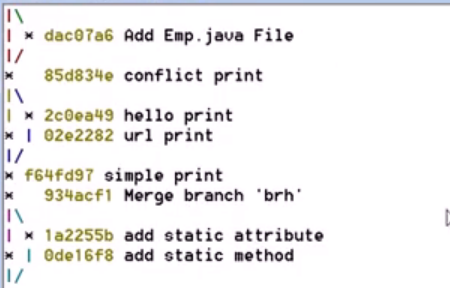 |\
| * dac07a6 Add Emp.java File
|/
*   85d834e conflict print
|\
| * 2c0ea49 hello print
* | 02e2282 url print
|/
* f64fd97 simple print
*   934acf1 Merge branch 'brh'
|\
| * 1a2255b add static attribute
* | 0de16f8 add static method
|/